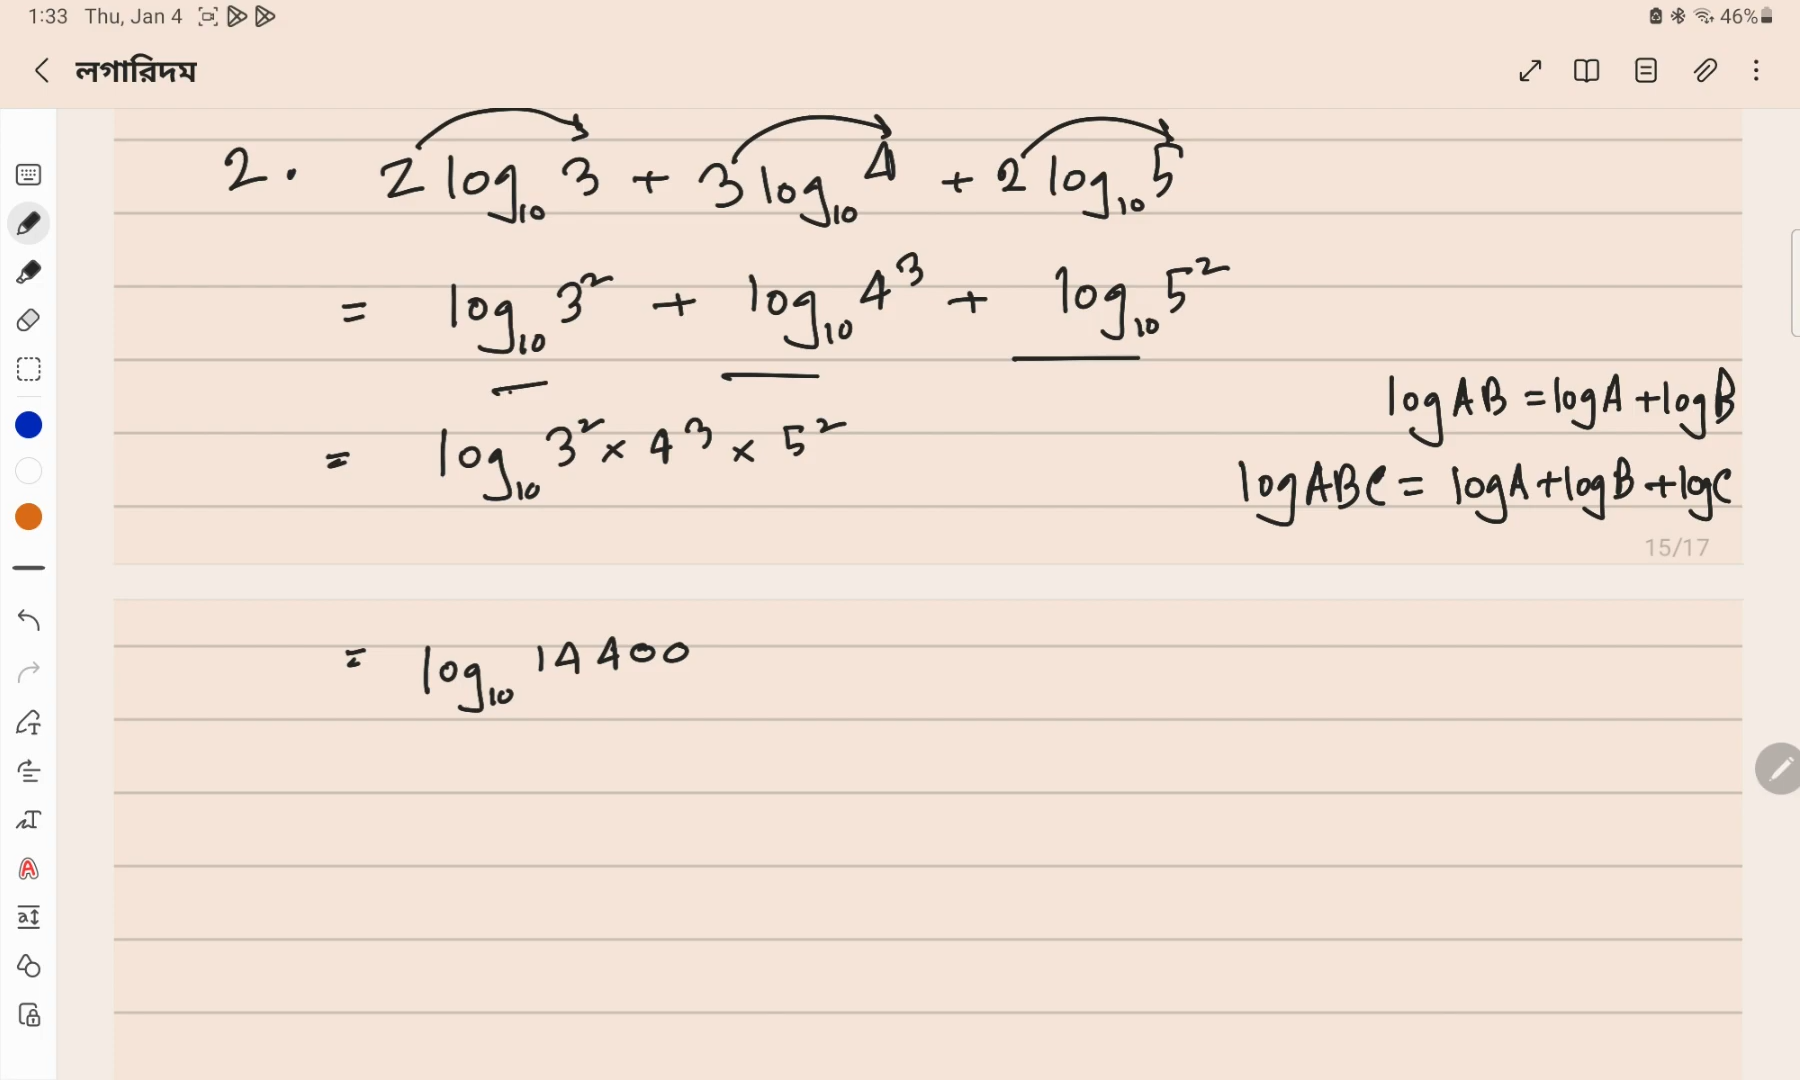 1:33 Thu, Jan 4 46%
লগারিদম
2. 2 log₁₀ 3 + 3 log₁₀ 4 + 2 log₁₀ 5
= log₁₀ 3² + log₁₀ 4³ + log₁₀ 5²
log AB = log A + log B
= log₁₀ 3² × 4³ × 5²
log ABC = log A + log B + log C
15/17
= log₁₀ 14400